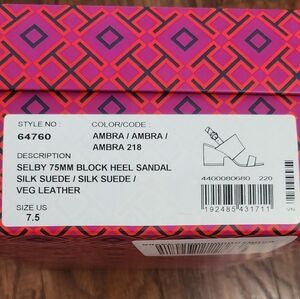 STYLE NO :
64760
COLOR/CODE :
AMBRA / AMBRA /
AMBRA 218
DESCRIPTION
SELBY 75MM BLOCK HEEL SANDAL
SILK SUEDE / SILK SUEDE /
VEG LEATHER
SIZE US
7.5
4400080680 220
192485431711